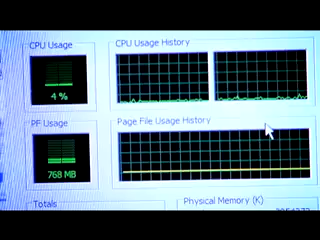 CPU Usage
CPU Usage History
4 %
PF Usage
Page File Usage History
768 MB
Totals
Physical Memory (K)